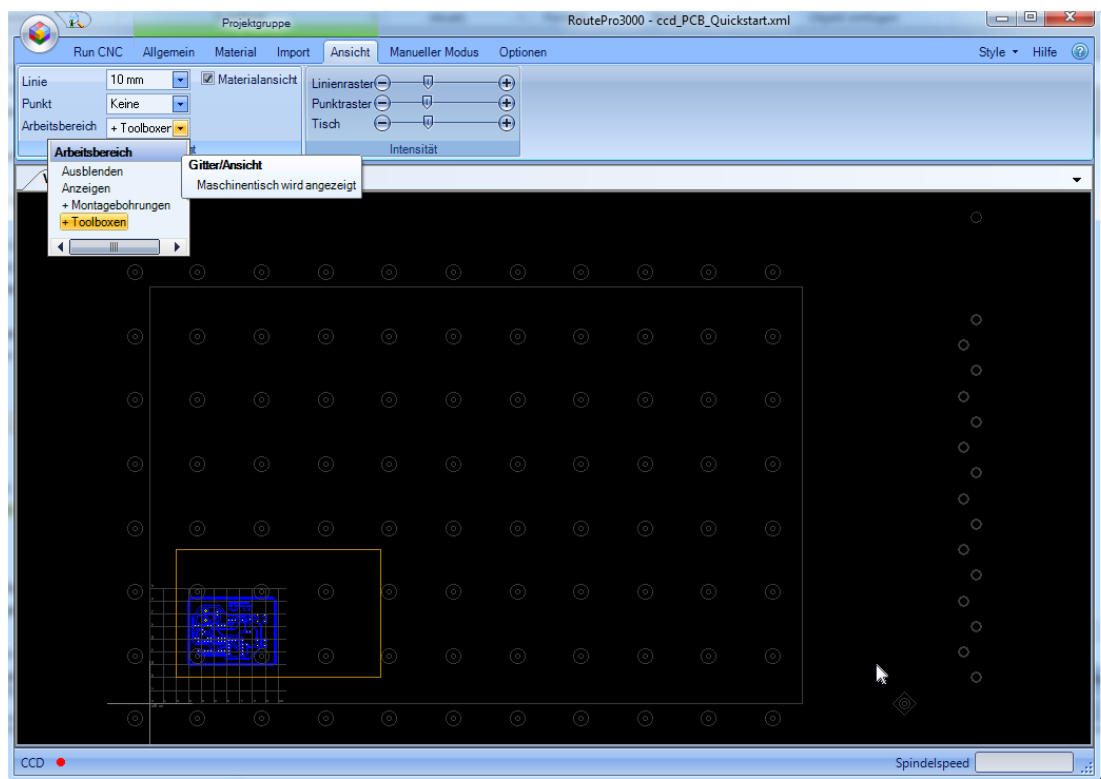 Projektgruppe
RoutePro3000 - ccd_PCB_Quickstart.xml
Run CNC Allgemein Material Import Ansicht Manueller Modus Optionen Style Hilfe
Linie 10 mm Materialansicht Linienraster
Punkt Keine Punktraster
Arbeitsbereich + Toolboxen Tisch
Intensität
Arbeitsbereich
Ausblenden
Anzeigen
+ Montagebohrungen
+ Toolboxen
Gitter/Ansicht
Maschinentisch wird angezeigt
CCD Spindelspeed